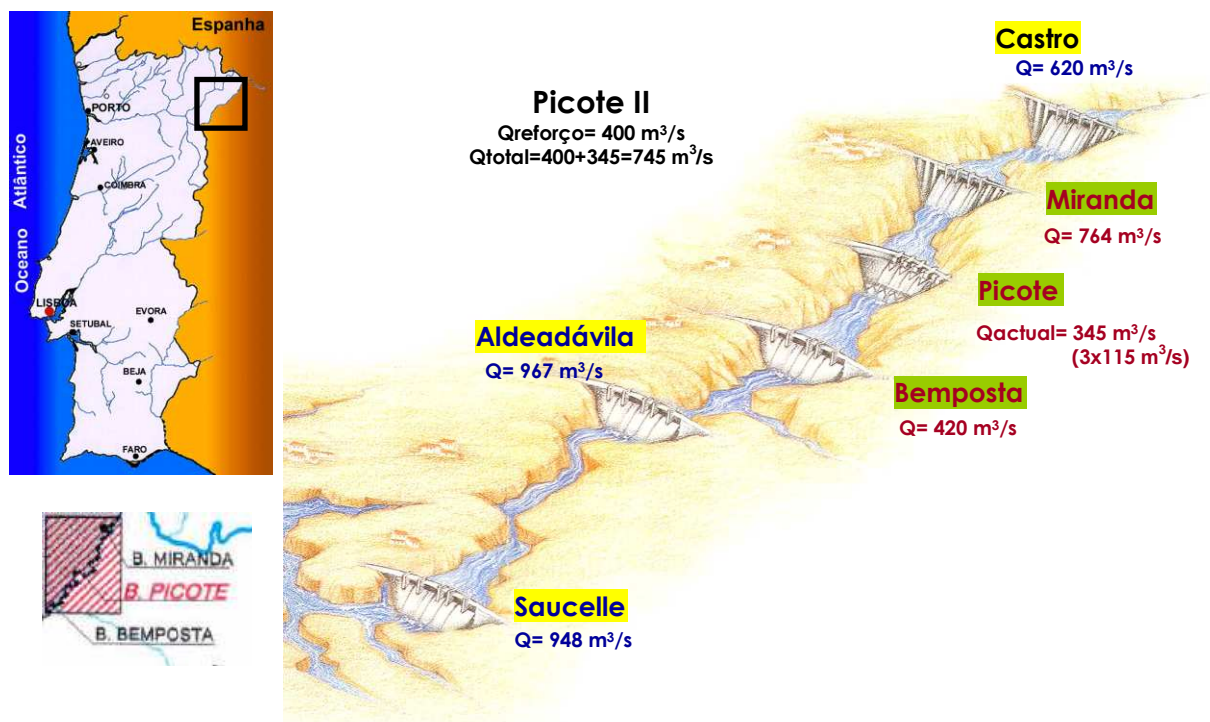 Espanha
PORTO
AVEIRO
COIMBRA
Oceano Atlântico
LISBOA
SETUBAL
EVORA
BEJA
FARO
B. MIRANDA
B. PICOTE
B. BEMPOSTA
Picote II
Qreforço= 400 m³/s
Qtotal=400+345=745 m³/s
Castro
Q= 620 m³/s
Miranda
Q= 764 m³/s
Picote
Qactual= 345 m³/s
(3x115 m³/s)
Aldeadávila
Q= 967 m³/s
Bemposta
Q= 420 m³/s
Saucelle
Q= 948 m³/s